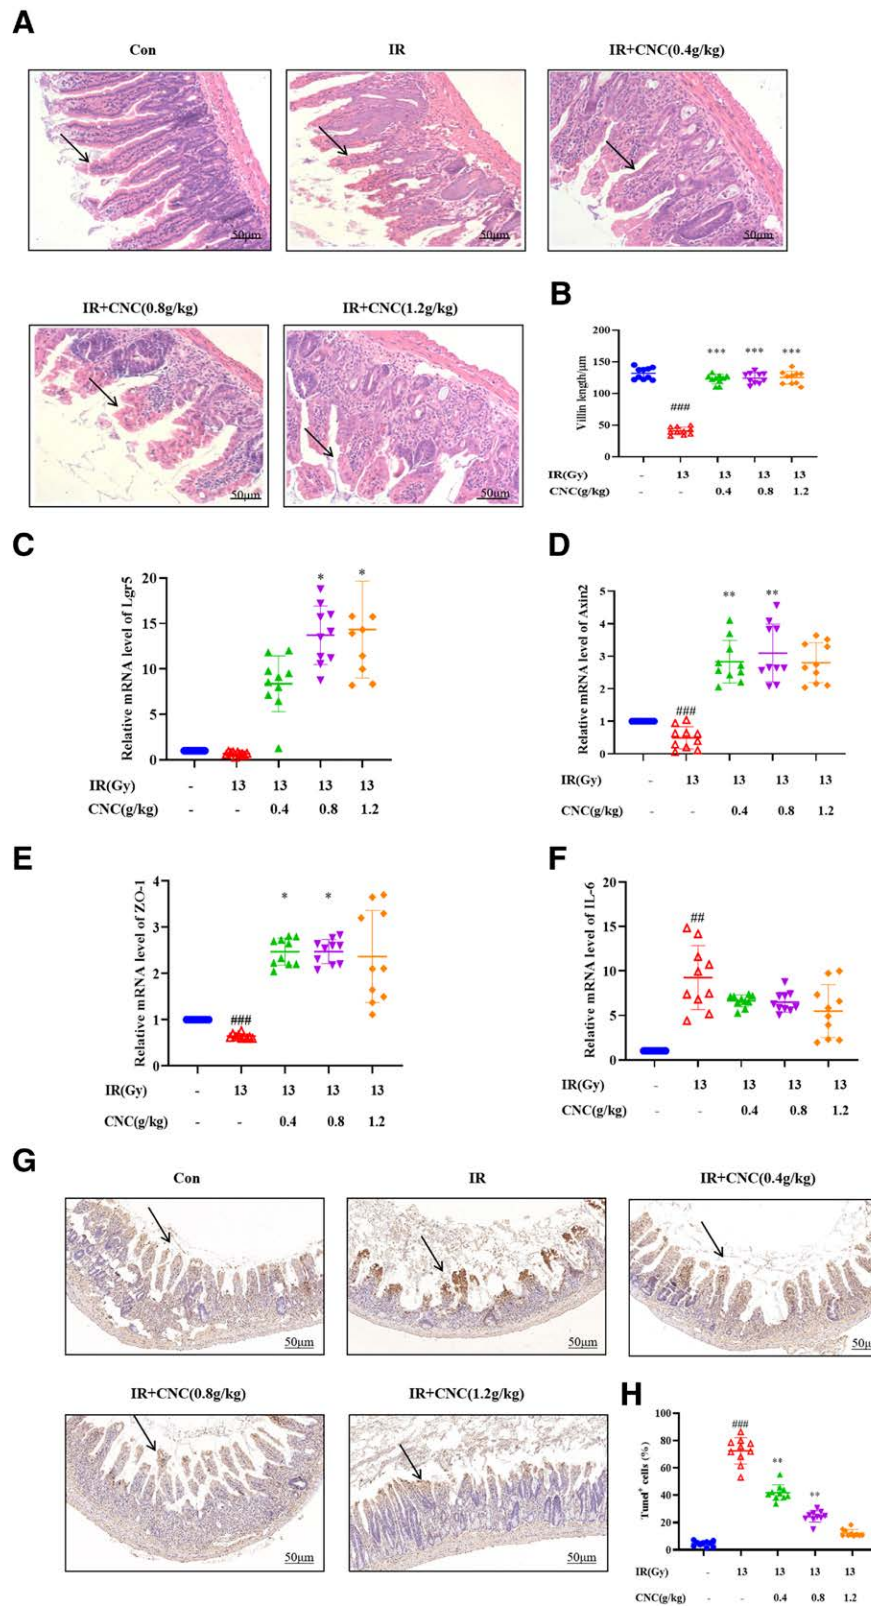 A
Con IR IR+CNC(0.4g/kg)
50μm 50μm 50μm
IR+CNC(0.8g/kg) IR+CNC(1.2g/kg)
50μm 50μm
B
Villin length/μm
200
150
100
50
0
### *** *** ***
IR(Gy) - 13 13 13 13
CNC(g/kg) - - 0.4 0.8 1.2
C
Relative mRNA level of Lgr5
20
15
10
5
0
* *
IR(Gy) - 13 13 13 13
CNC(g/kg) - - 0.4 0.8 1.2
D
Relative mRNA level of Axin2
5
4
3
2
1
0
### ** **
IR(Gy) - 13 13 13 13
CNC(g/kg) - - 0.4 0.8 1.2
E
Relative mRNA level of ZO-1
4
3
2
1
0
### * *
IR(Gy) - 13 13 13 13
CNC(g/kg) - - 0.4 0.8 1.2
F
Relative mRNA level of IL-6
20
15
10
5
0
##
IR(Gy) - 13 13 13 13
CNC(g/kg) - - 0.4 0.8 1.2
G
Con IR IR+CNC(0.4g/kg)
50μm 50μm 50μ
IR+CNC(0.8g/kg) IR+CNC(1.2g/kg)
50μm 50μm
H
Tunel+ cells (%)
100
80
60
40
20
0
### ** **
IR(Gy) - 13 13 13 13
CNC(g/kg) - - 0.4 0.8 1.2